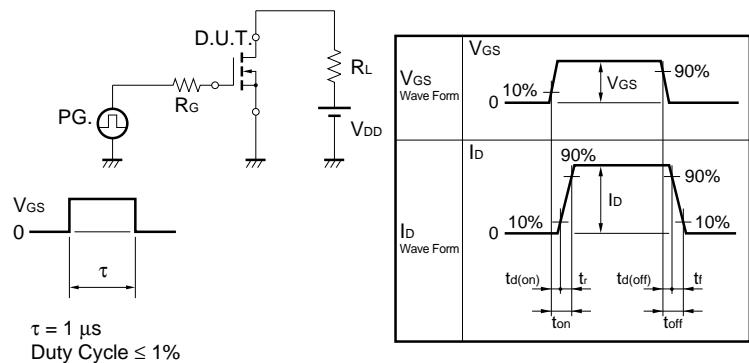 D.U.T.
RL
RG
PG.
VDD
VGS
0
τ
τ = 1 μs
Duty Cycle ≤ 1%
VGS
Wave Form
VGS
10%
0
VGS
90%
ID
Wave Form
ID
90%
90%
ID
10%
0
10%
td(on)
tr
td(off)
tf
ton
toff